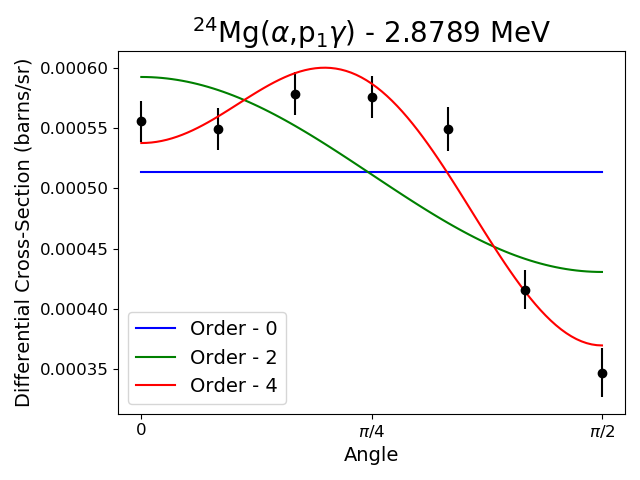 ²⁴Mg(α,p₁γ) - 2.8789 MeV
Differential Cross-Section (barns/sr)
0.00060
0.00055
0.00050
0.00045
0.00040
0.00035
Order - 0
Order - 2
Order - 4
0
π/4
π/2
Angle